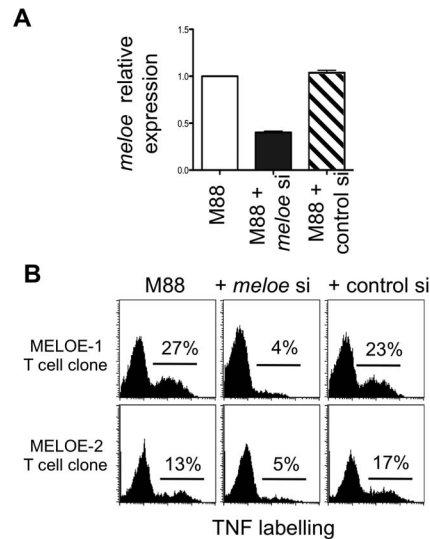 A
meloe relative
expression
1.5
1.0
0.5
0.0
M88
M88 +
meloe si
M88 +
control si
B
M88
+ meloe si
+ control si
MELOE-1
T cell clone
27%
4%
23%
MELOE-2
T cell clone
13%
5%
17%
TNF labelling